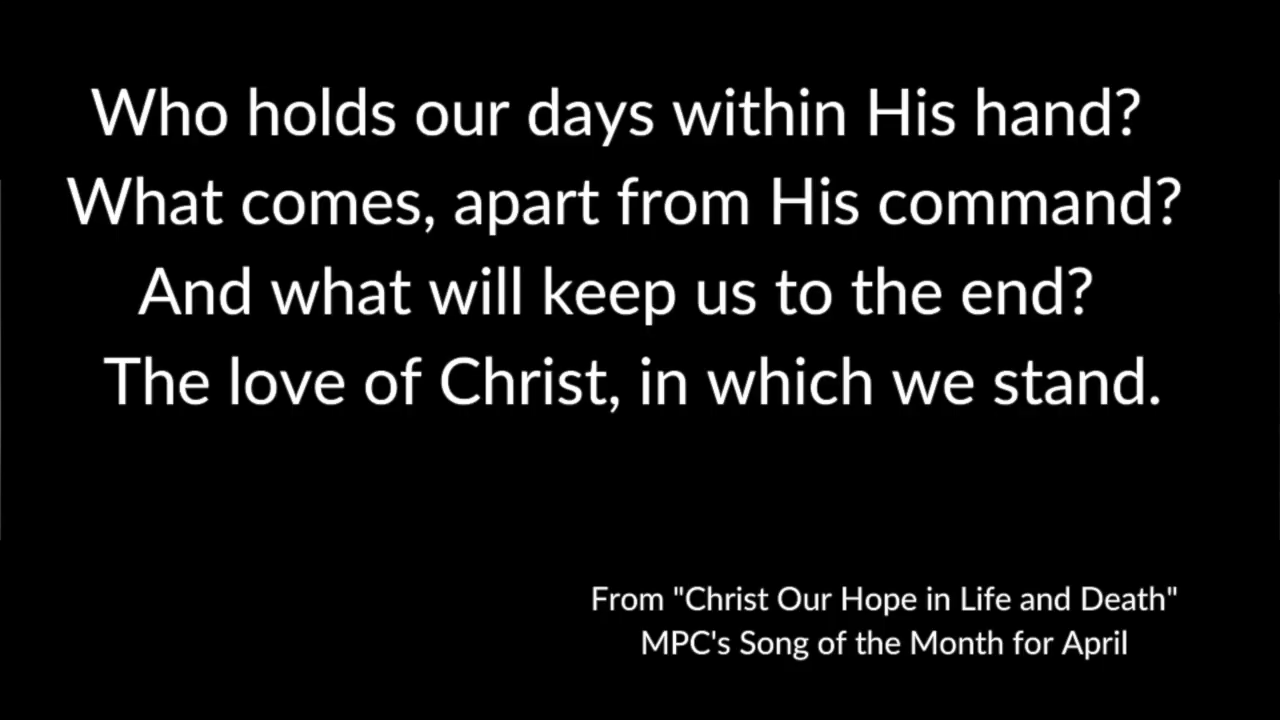 Who holds our days within His hand?
What comes, apart from His command?
And what will keep us to the end?
The love of Christ, in which we stand.
From "Christ Our Hope in Life and Death"
MPC's Song of the Month for April